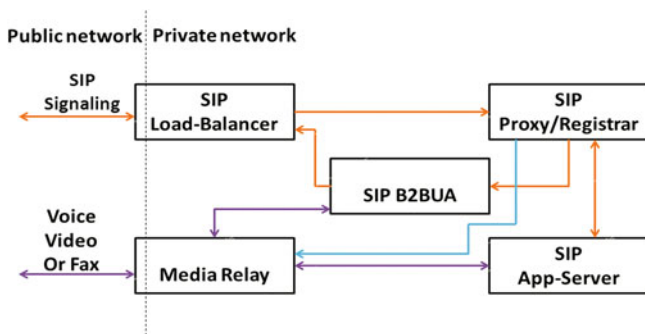 Public network
Private network
SIP
Signaling
SIP
Load-Balancer
SIP
Proxy/Registrar
SIP B2BUA
Voice
Video
Or Fax
Media Relay
SIP
App-Server